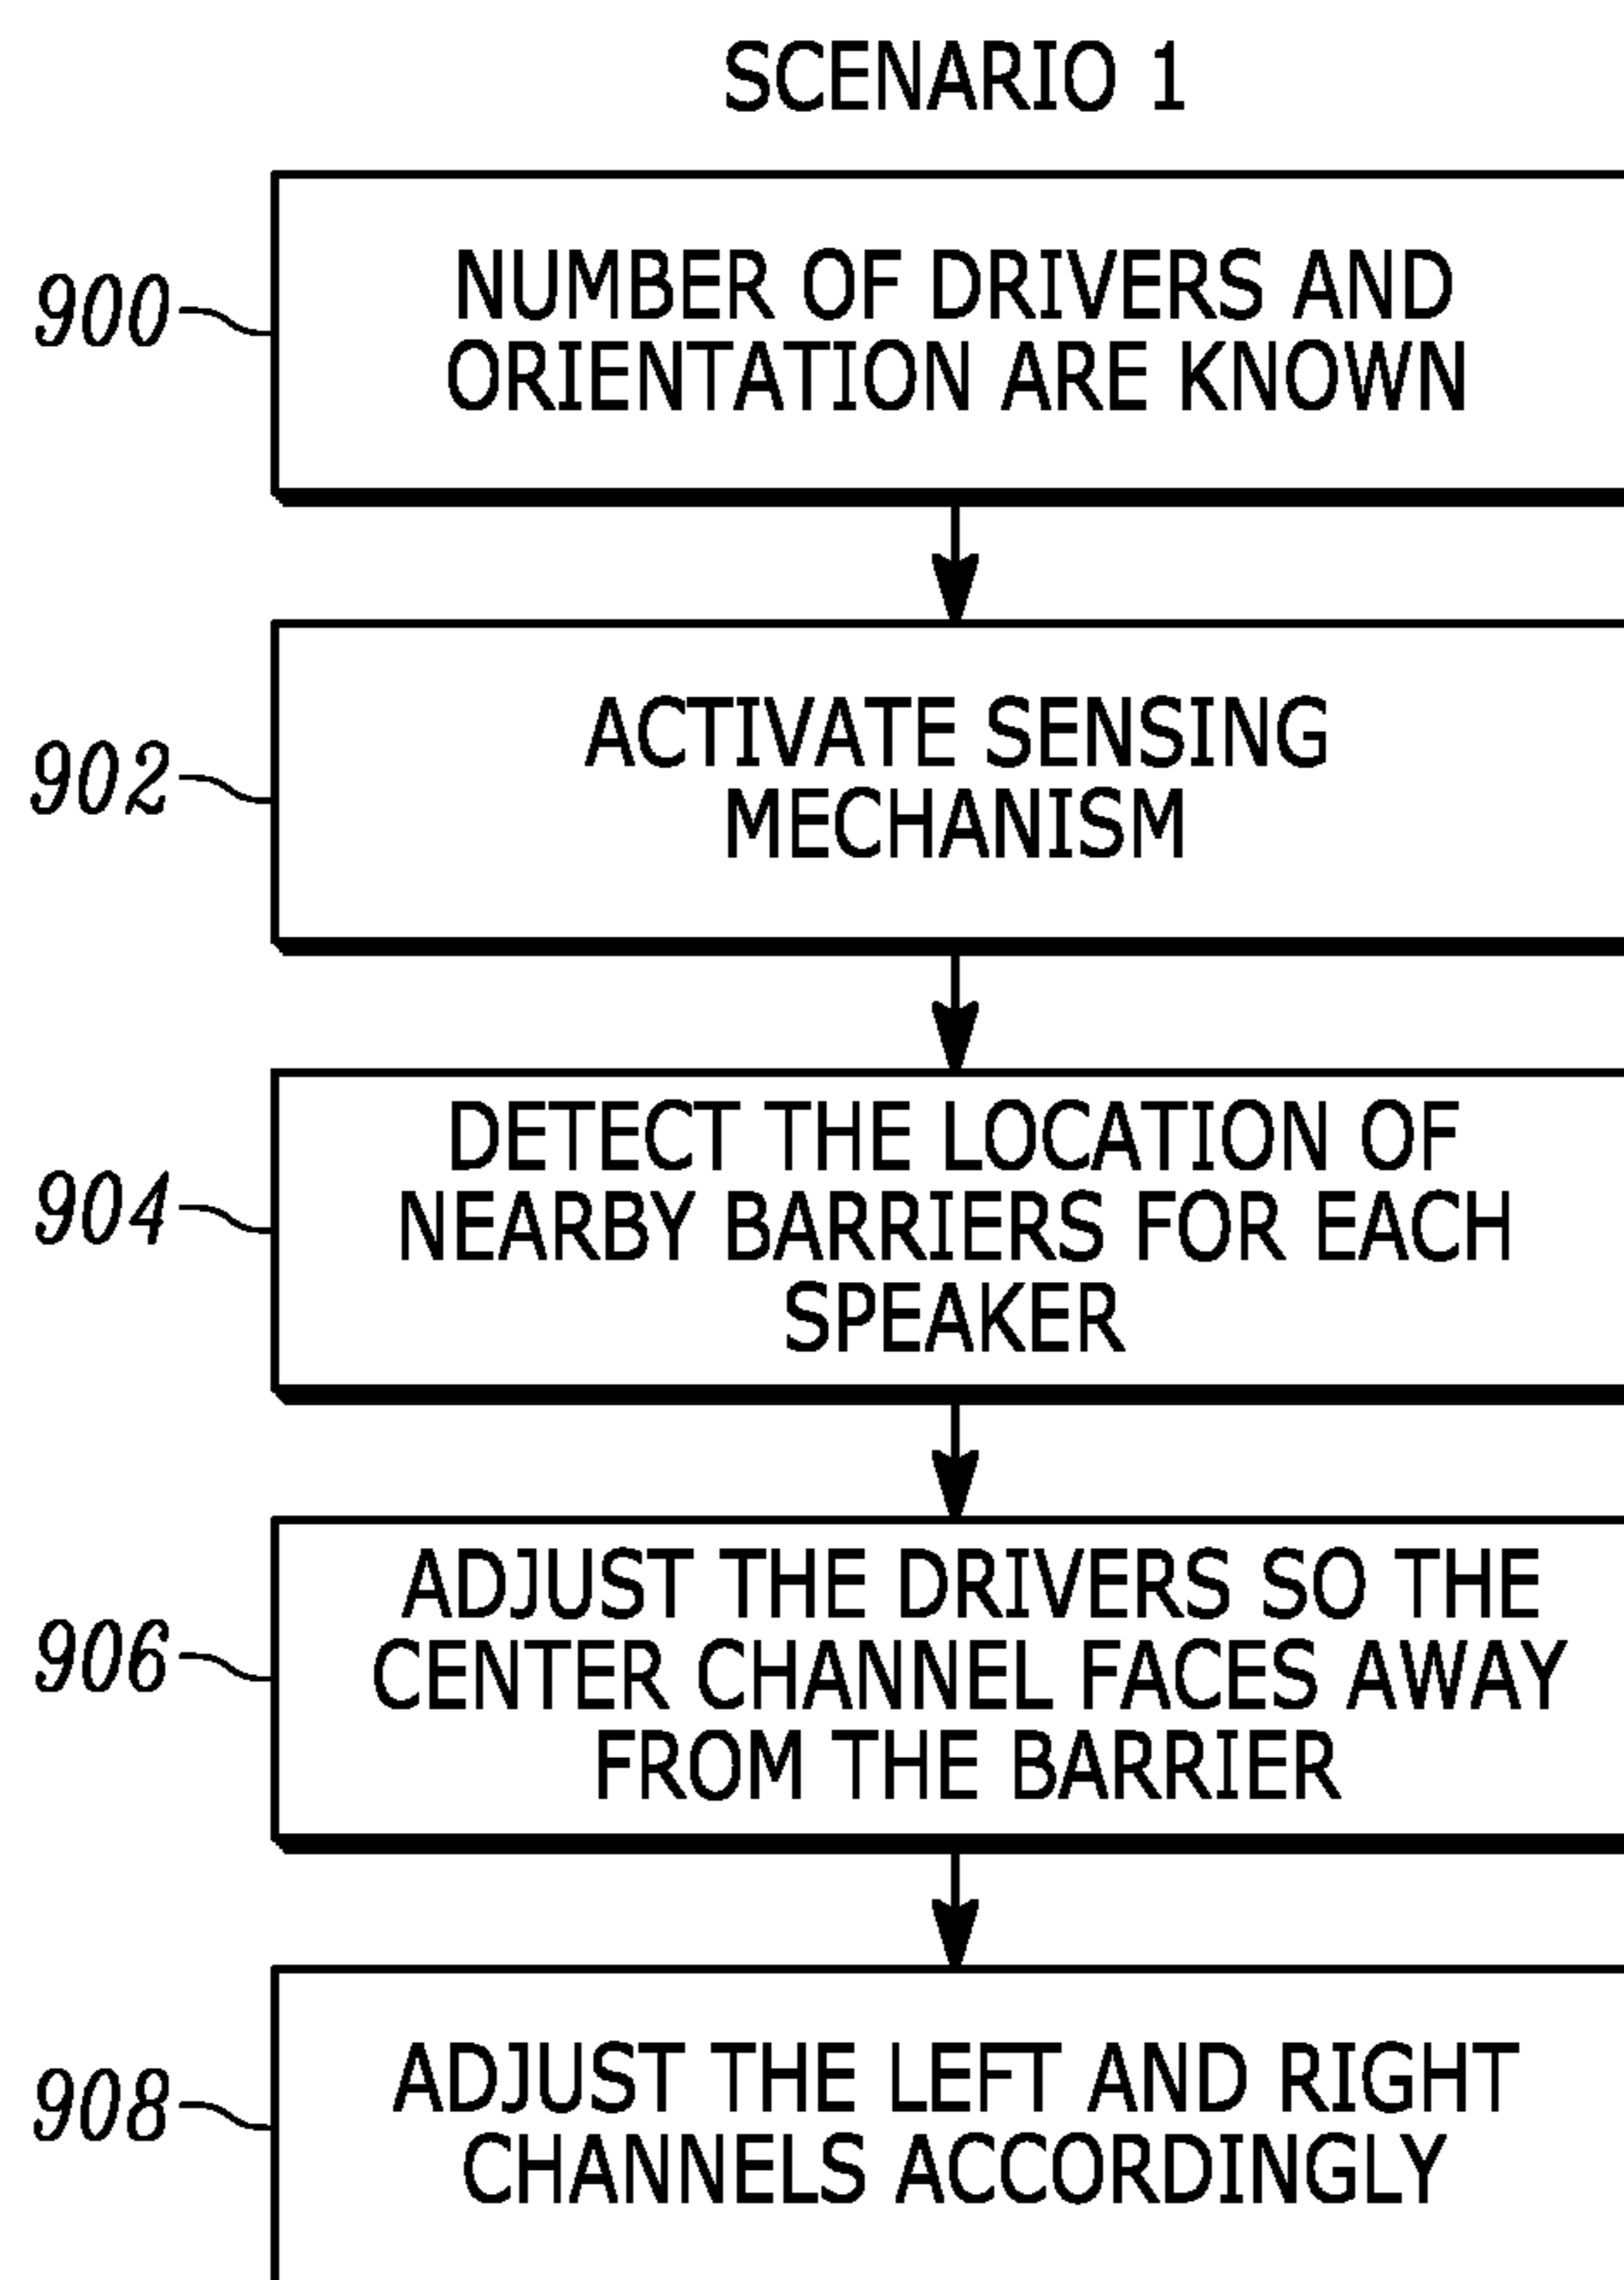 SCENARIO 1
900
NUMBER OF DRIVERS AND
ORIENTATION ARE KNOWN
902
ACTIVATE SENSING
MECHANISM
904
DETECT THE LOCATION OF
NEARBY BARRIERS FOR EACH
SPEAKER
906
ADJUST THE DRIVERS SO THE
CENTER CHANNEL FACES AWAY
FROM THE BARRIER
908
ADJUST THE LEFT AND RIGHT
CHANNELS ACCORDINGLY